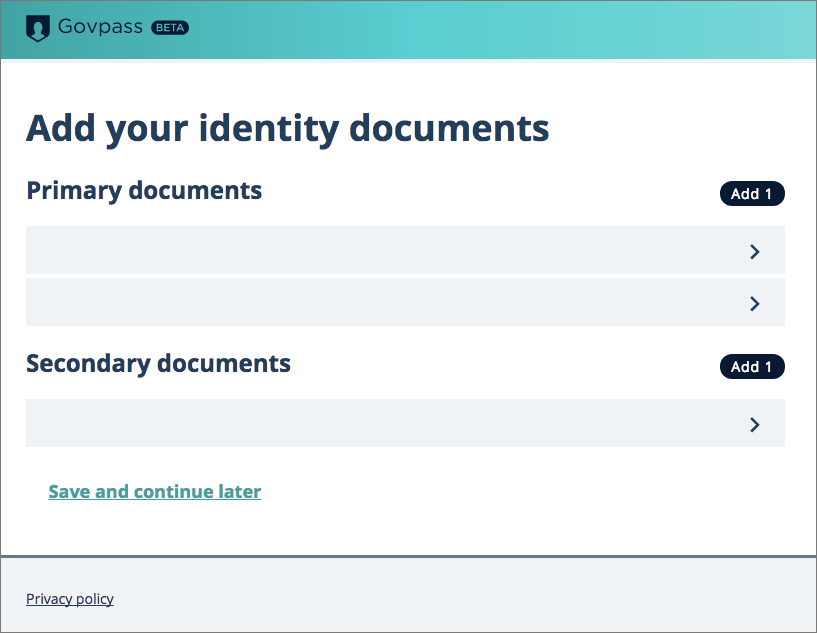 Govpass BETA
Add your identity documents
Primary documents Add 1
Secondary documents Add 1
Save and continue later
Privacy policy